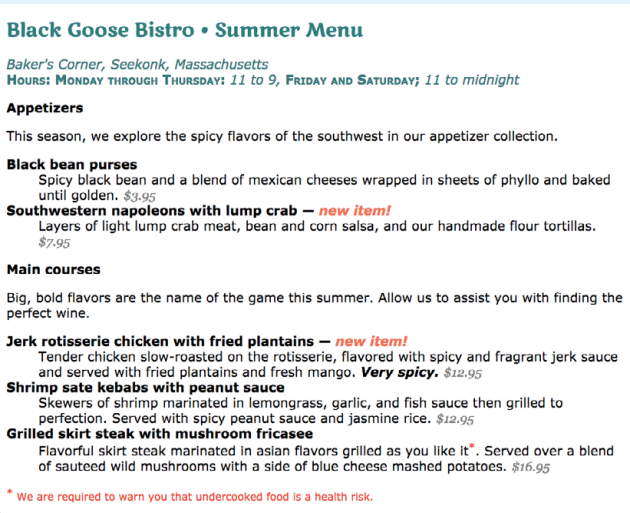 Black Goose Bistro • Summer Menu
Baker's Corner, Seekonk, Massachusetts
Hours: Monday through Thursday: 11 to 9, Friday and Saturday; 11 to midnight
Appetizers
This season, we explore the spicy flavors of the southwest in our appetizer collection.
Black bean purses
Spicy black bean and a blend of mexican cheeses wrapped in sheets of phyllo and baked
until golden. $3.95
Southwestern napoleons with lump crab — new item!
Layers of light lump crab meat, bean and corn salsa, and our handmade flour tortillas.
$7.95
Main courses
Big, bold flavors are the name of the game this summer. Allow us to assist you with finding the
perfect wine.
Jerk rotisserie chicken with fried plantains — new item!
Tender chicken slow-roasted on the rotisserie, flavored with spicy and fragrant jerk sauce
and served with fried plantains and fresh mango. Very spicy. $12.95
Shrimp sate kebabs with peanut sauce
Skewers of shrimp marinated in lemongrass, garlic, and fish sauce then grilled to
perfection. Served with spicy peanut sauce and jasmine rice. $12.95
Grilled skirt steak with mushroom fricasee
Flavorful skirt steak marinated in asian flavors grilled as you like it*. Served over a blend
of sauteed wild mushrooms with a side of blue cheese mashed potatoes. $16.95
* We are required to warn you that undercooked food is a health risk.